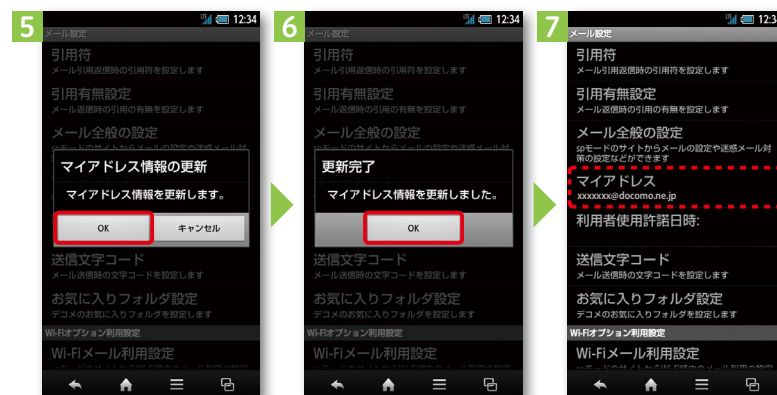 5
12:34
メール設定
引用符
メール引用返信時の引用符を設定します
引用有無設定
メール返信時の引用の有無を設定します
メール全般の設定
マイアドレス情報の更新
マイアドレス情報を更新します。
OK
キャンセル
送信文字コード
メール送信時の文字コードを設定します
お気に入りフォルダ設定
デコメのお気に入りフォルダを設定します
Wi-Fiオプション利用設定
Wi-Fiメール利用設定
6
12:34
メール設定
引用符
メール引用返信時の引用符を設定します
引用有無設定
メール返信時の引用の有無を設定します
メール全般の設定
更新完了
マイアドレス情報を更新しました。
OK
送信文字コード
メール送信時の文字コードを設定します
お気に入りフォルダ設定
デコメのお気に入りフォルダを設定します
Wi-Fiオプション利用設定
Wi-Fiメール利用設定
7
12:3
メール設定
引用符
メール引用返信時の引用符を設定します
引用有無設定
メール返信時の引用の有無を設定します
メール全般の設定
spモードのサイトからメールの設定や迷惑メール対
策の設定などができます
マイアドレス
xxxxxxx@docomo.ne.jp
利用者使用許諾日時:
送信文字コード
メール送信時の文字コードを設定します
お気に入りフォルダ設定
デコメのお気に入りフォルダを設定します
Wi-Fiオプション利用設定
Wi-Fiメール利用設定